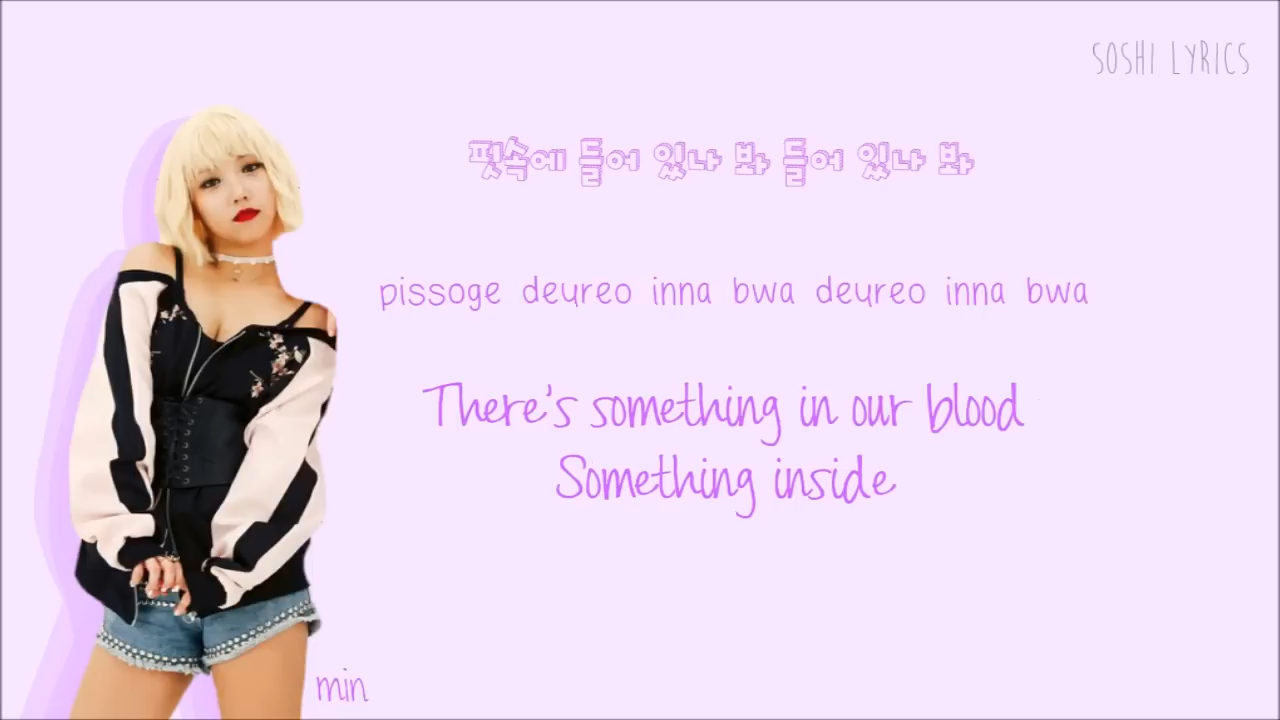 SOSHI LYRICS
핏속에 들어 있나 봐 들어 있나 봐
pissoge deureo inna bwa deureo inna bwa
There's something in our blood
Something inside
min